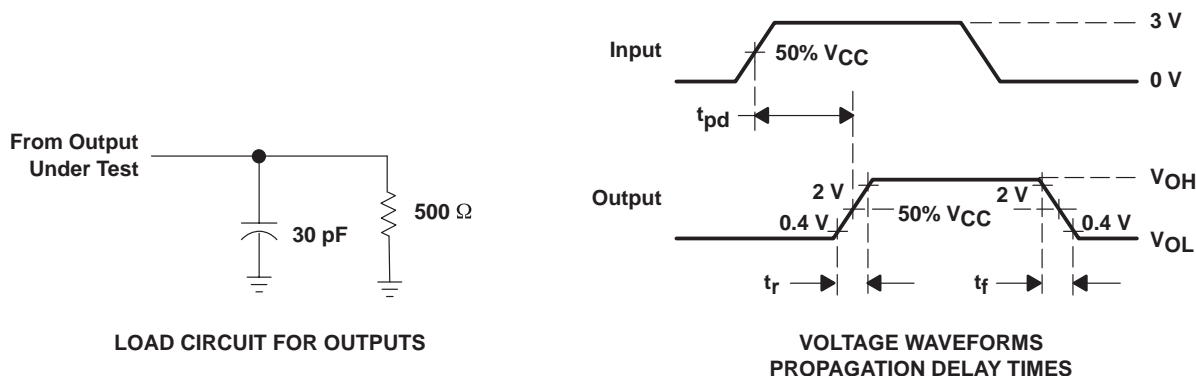 From Output
Under Test
30 pF
500 Ω
LOAD CIRCUIT FOR OUTPUTS
Input
50% VCC
3 V
0 V
tpd
Output
2 V
0.4 V
50% VCC
2 V
0.4 V
VOH
VOL
tr
tf
VOLTAGE WAVEFORMS
PROPAGATION DELAY TIMES